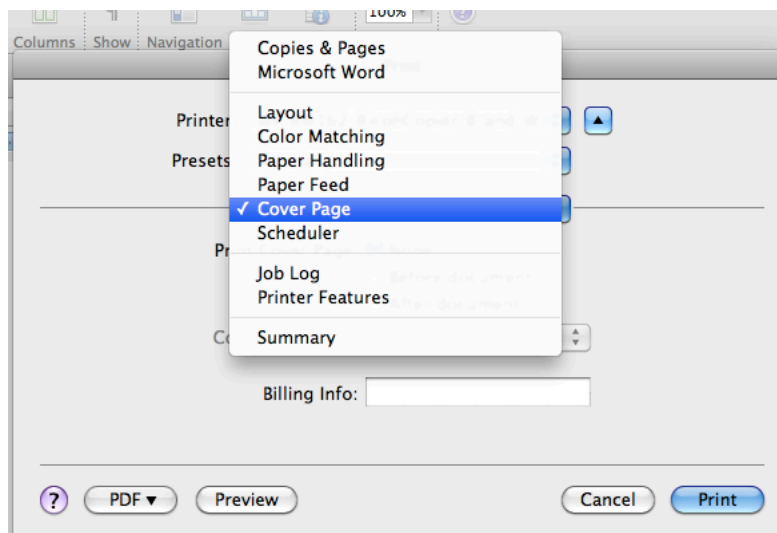 100%
Columns Show Navigation
Copies & Pages
Microsoft Word
Layout
Printer
Color Matching
Presets
Paper Handling
Paper Feed
✓ Cover Page
Scheduler
Job Log
Printer Features
Summary
Billing Info:
? PDF▼ Preview Cancel Print